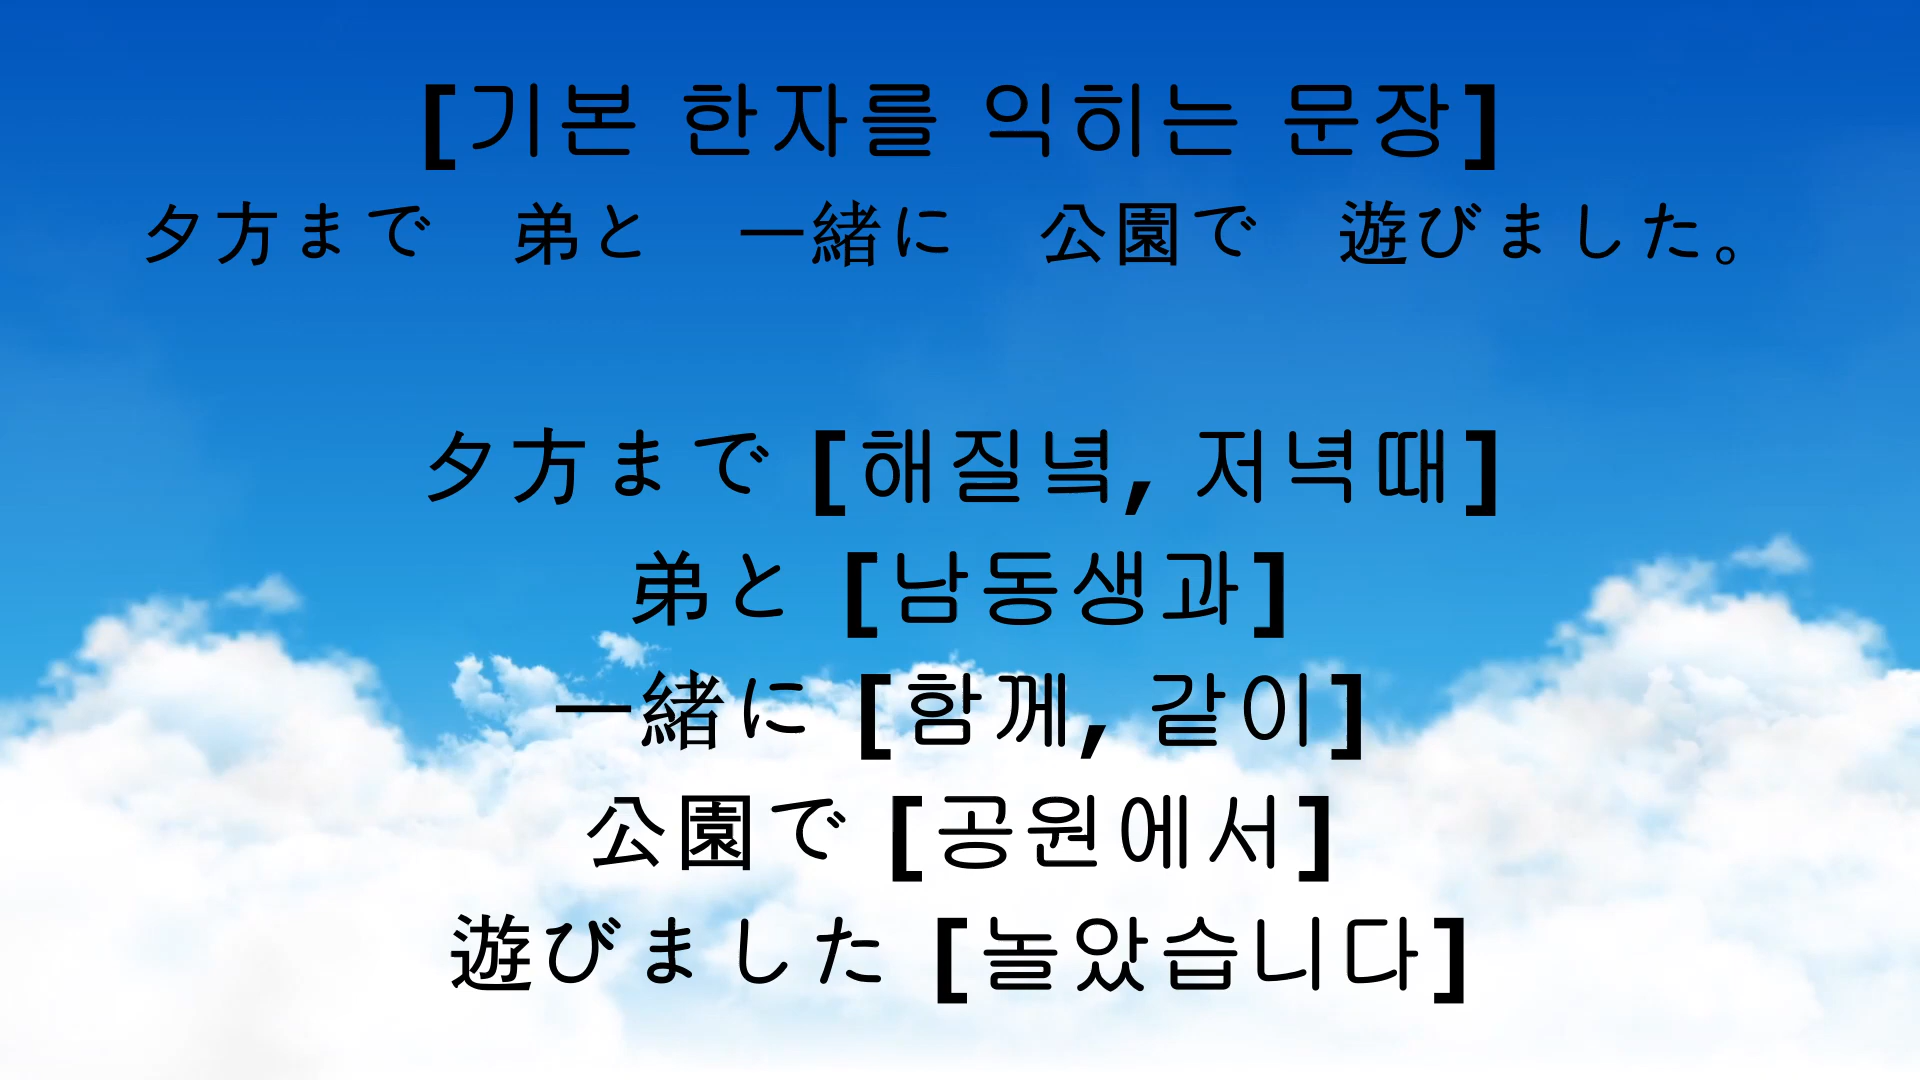 [기본 한자를 익히는 문장]
夕方まで　弟と　一緒に　公園で　遊びました。
夕方まで [해질녘, 저녁때]
弟と [남동생과]
一緒に [함께, 같이]
公園で [공원에서]
遊びました [놀았습니다]